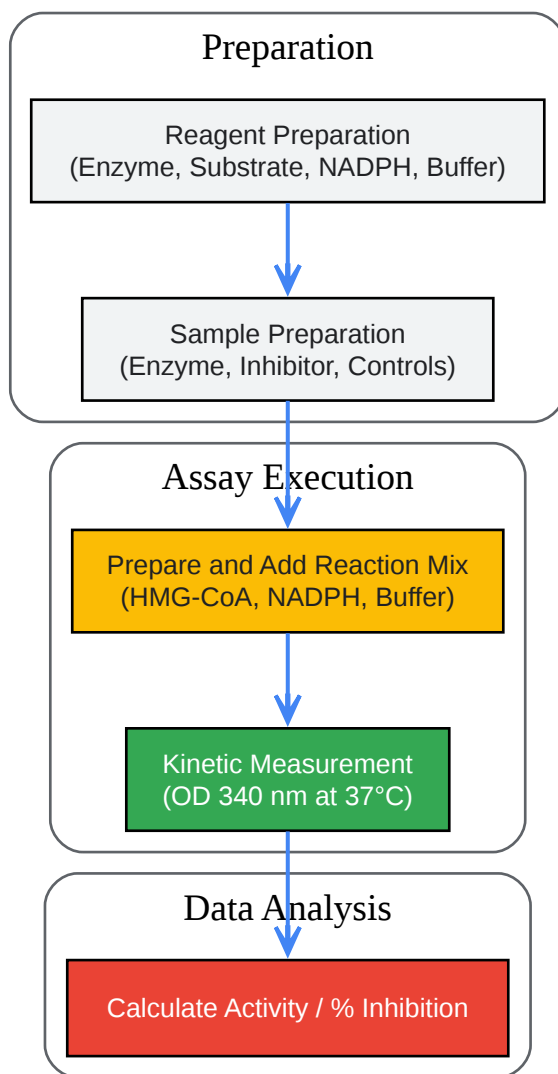 Preparation
Reagent Preparation
(Enzyme, Substrate, NADPH, Buffer)
Sample Preparation
(Enzyme, Inhibitor, Controls)
Assay Execution
Prepare and Add Reaction Mix
(HMG-CoA, NADPH, Buffer)
Kinetic Measurement
(OD 340 nm at 37°C)
Data Analysis
Calculate Activity / % Inhibition